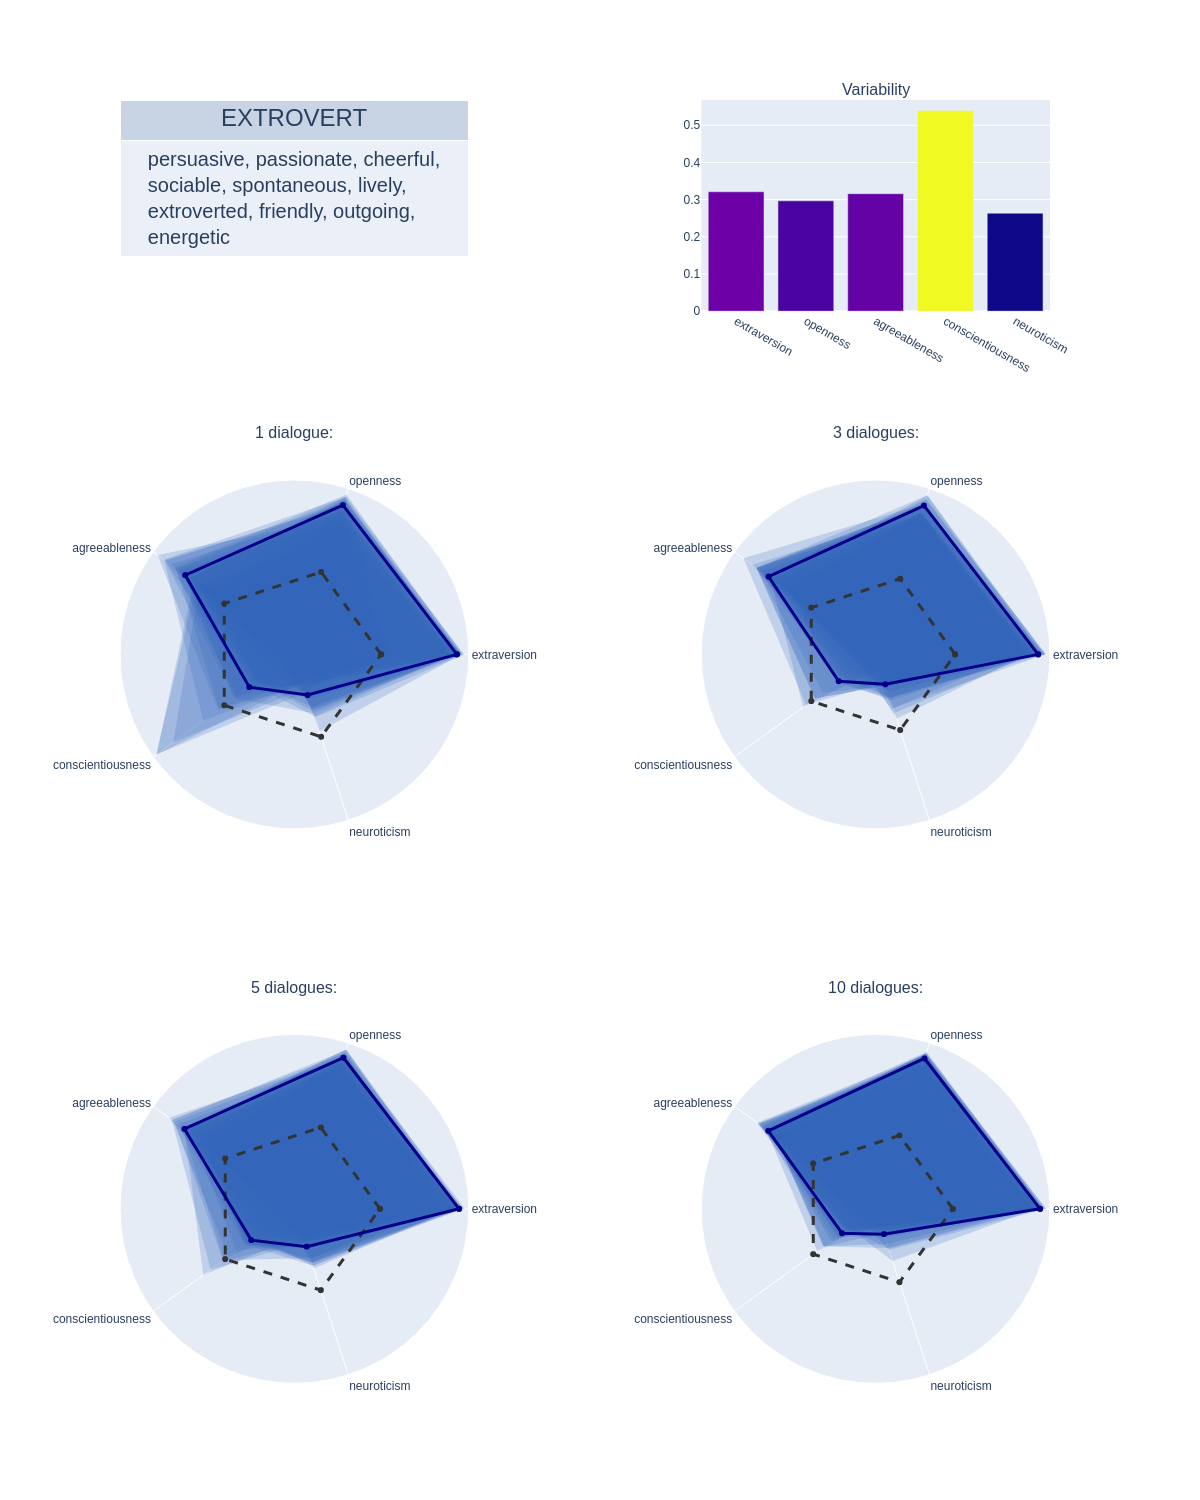 EXTROVERT
persuasive, passionate, cheerful,
sociable, spontaneous, lively,
extroverted, friendly, outgoing,
energetic
Variability
0.5
0.4
0.3
0.2
0.1
0
extraversion
openness
agreeableness
conscientiousness
neuroticism
1 dialogue:
openness
agreeableness
extraversion
conscientiousness
neuroticism
3 dialogues:
openness
agreeableness
extraversion
conscientiousness
neuroticism
5 dialogues:
openness
agreeableness
extraversion
conscientiousness
neuroticism
10 dialogues:
openness
agreeableness
extraversion
conscientiousness
neuroticism